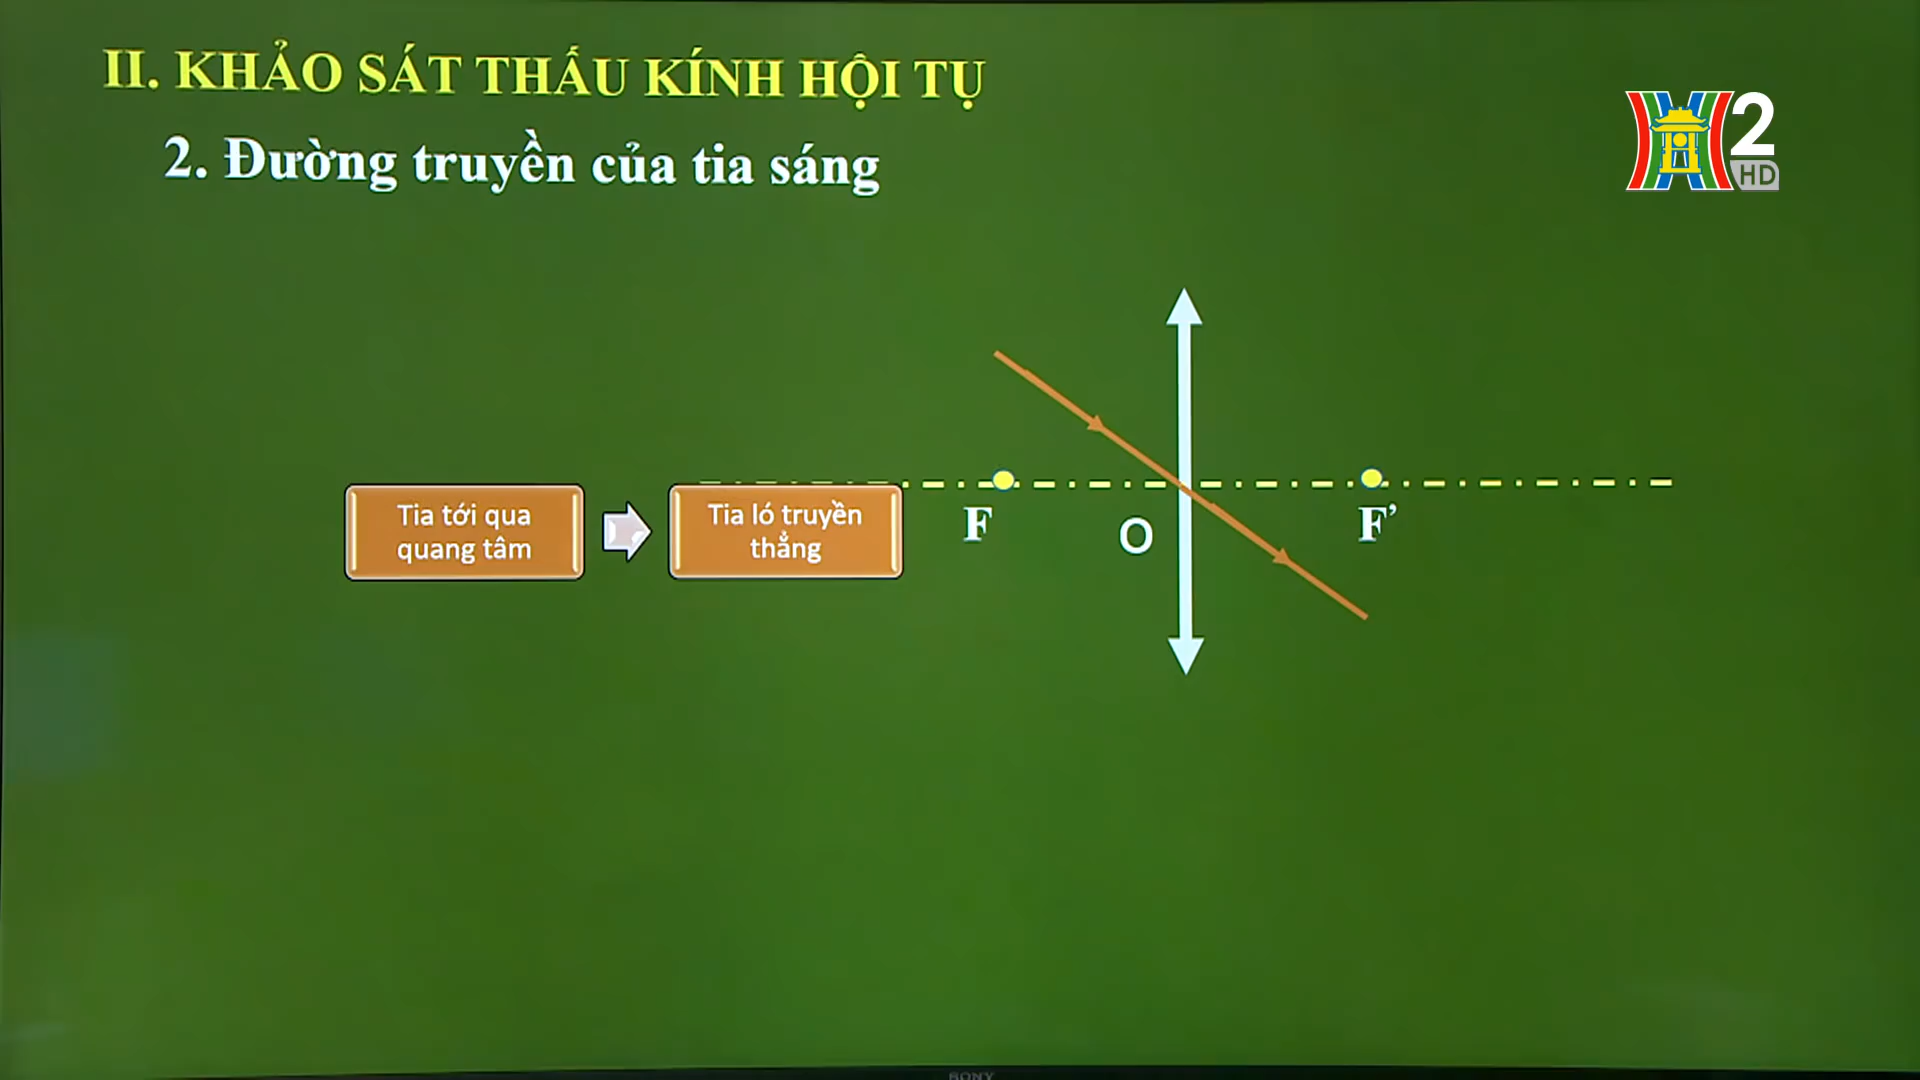 II. KHẢO SÁT THẤU KÍNH HỘI TỤ
2. Đường truyền của tia sáng
2
HD
Tia tới qua
quang tâm
Tia ló truyền
thẳng
F
O
F’
SONY